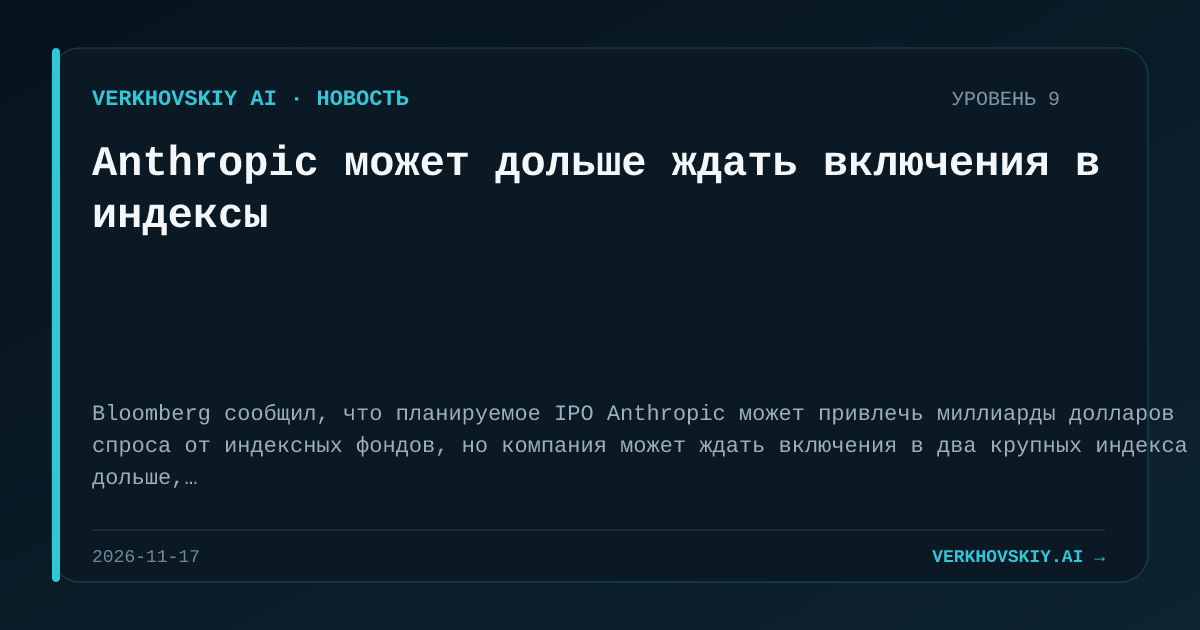 VERKHOVSKIY AI · НОВОСТЬ
УРОВЕНЬ 9
Anthropic может дольше ждать включения в
индексы
Bloomberg сообщил, что планируемое IPO Anthropic может привлечь миллиарды долларов
спроса от индексных фондов, но компания может ждать включения в два крупных индекса
дольше,…
2026-11-17
VERKHOVSKIY.AI →